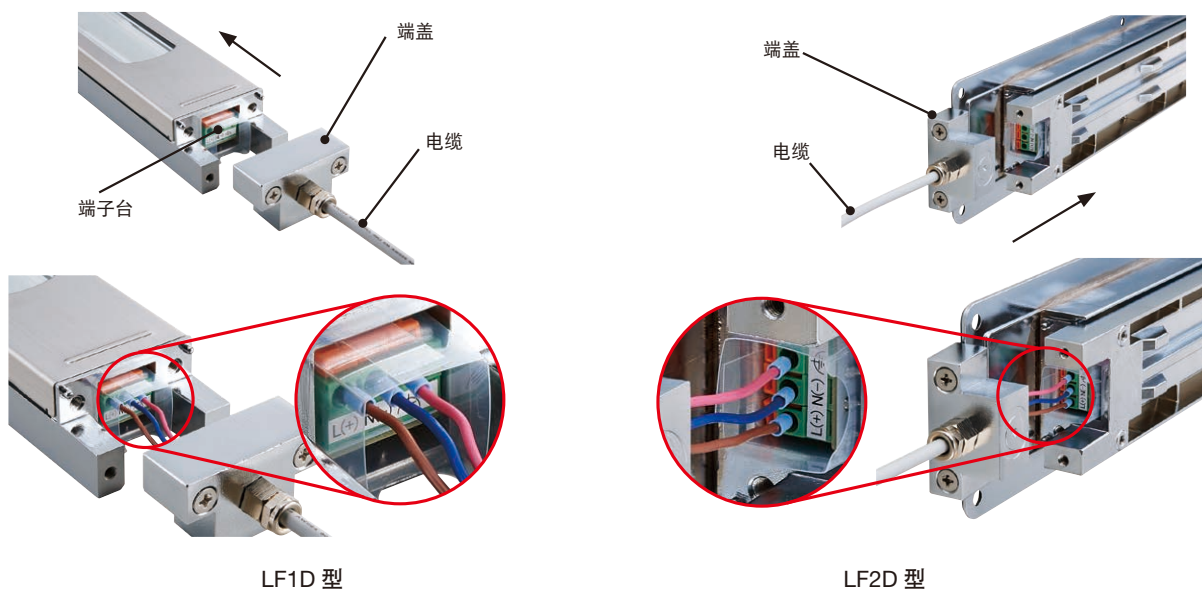 端盖
电缆
端子台
端盖
电缆
L(+) N(-)
L(+) N(-)
LF1D 型
LF2D 型